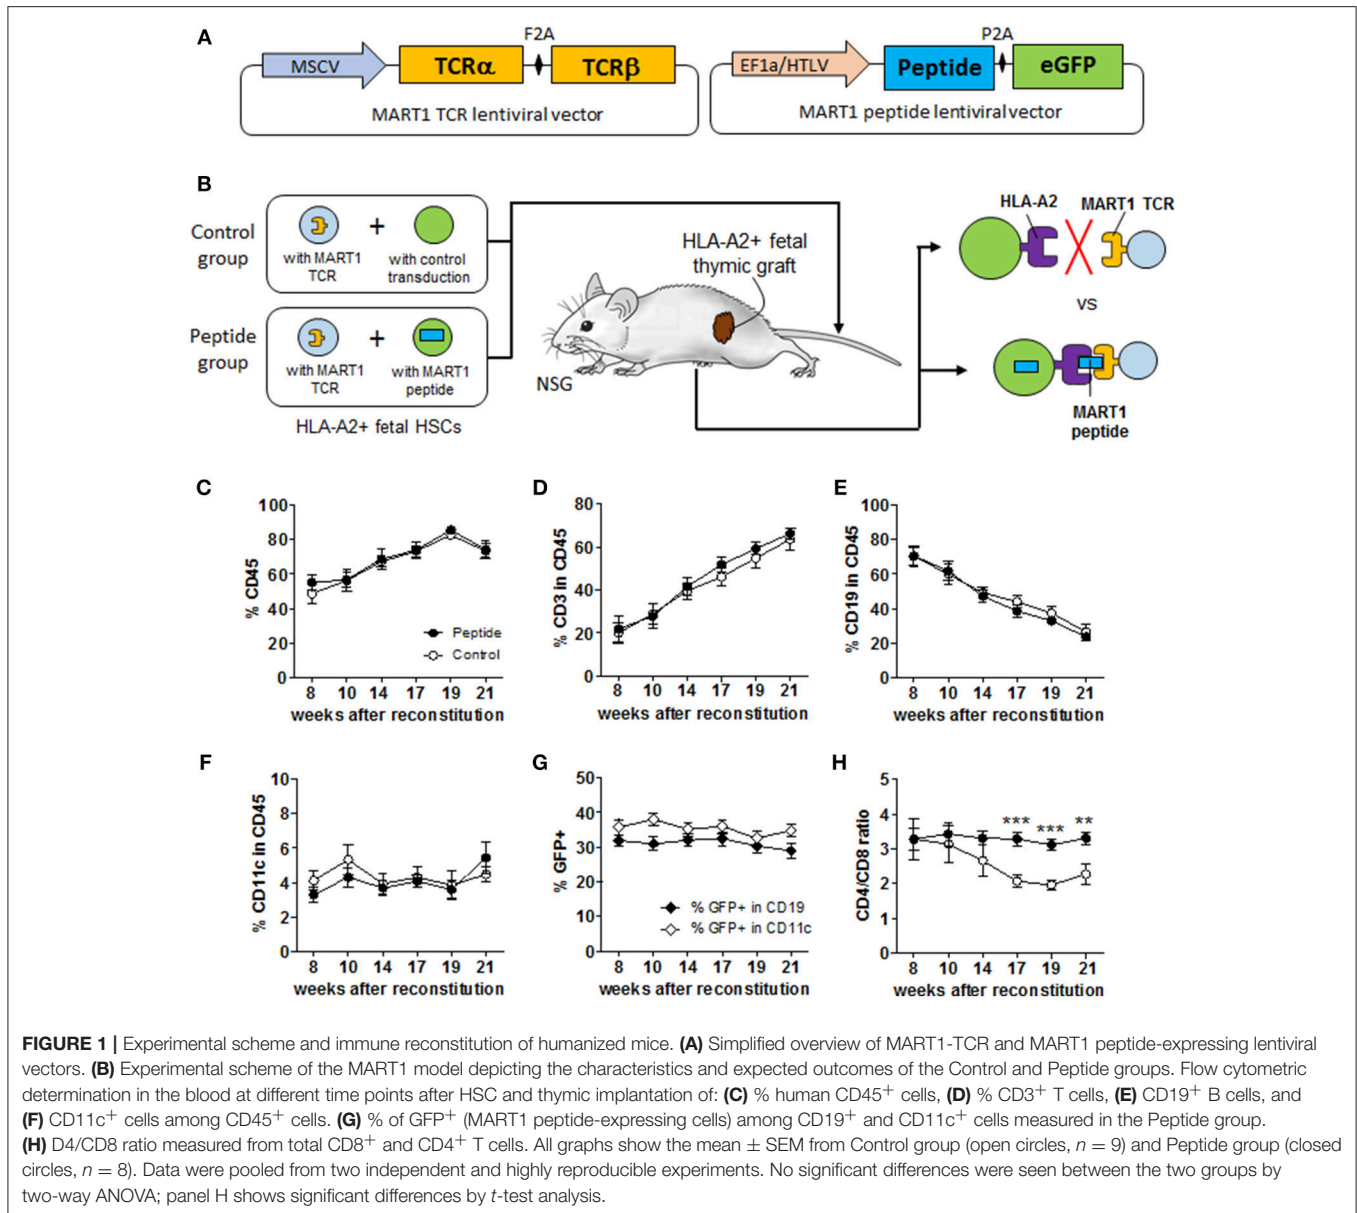 A
F2A
P2A
MSCV
TCRα
TCRβ
EF1a/HTLV
Peptide
eGFP
MART1 TCR lentiviral vector
MART1 peptide lentiviral vector
B
Control
group
with MART1
TCR
+
with control
transduction
Peptide
group
with MART1
TCR
+
with MART1
peptide
HLA-A2+ fetal HSCs
HLA-A2+ fetal
thymic graft
NSG
HLA-A2
MART1 TCR
vs
MART1
peptide
C
% CD45
100
80
60
40
20
0
Peptide
Control
8 10 14 17 19 21
weeks after reconstitution
D
% CD3 in CD45
80
60
40
20
0
8 10 14 17 19 21
weeks after reconstitution
E
% CD19 in CD45
100
80
60
40
20
0
8 10 14 17 19 21
weeks after reconstitution
F
% CD11c in CD45
10
8
6
4
2
0
8 10 14 17 19 21
weeks after reconstitution
G
% GFP+
50
40
30
20
10
0
% GFP+ in CD19
% GFP+ in CD11c
8 10 14 17 19 21
weeks after reconstitution
H
CD4/CD8 ratio
5
4
3
2
1
0
*** *** **
8 10 14 17 19 21
weeks after reconstitution
FIGURE 1 | Experimental scheme and immune reconstitution of humanized mice. (A) Simplified overview of MART1-TCR and MART1 peptide-expressing lentiviral
vectors. (B) Experimental scheme of the MART1 model depicting the characteristics and expected outcomes of the Control and Peptide groups. Flow cytometric
determination in the blood at different time points after HSC and thymic implantation of: (C) % human CD45+ cells, (D) % CD3+ T cells, (E) CD19+ B cells, and
(F) CD11c+ cells among CD45+ cells. (G) % of GFP+ (MART1 peptide-expressing cells) among CD19+ and CD11c+ cells measured in the Peptide group.
(H) D4/CD8 ratio measured from total CD8+ and CD4+ T cells. All graphs show the mean ± SEM from Control group (open circles, n = 9) and Peptide group (closed
circles, n = 8). Data were pooled from two independent and highly reproducible experiments. No significant differences were seen between the two groups by
two-way ANOVA; panel H shows significant differences by t-test analysis.